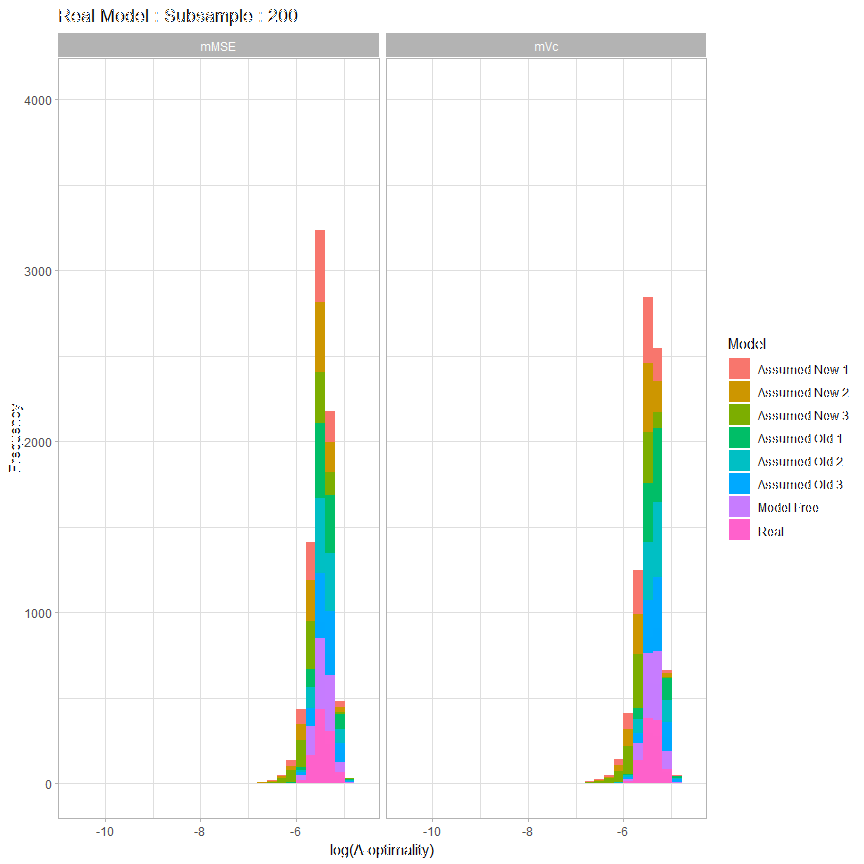 Real Model : Subsample : 200
mMSE
mVc
4000
3000
2000
1000
0
Frequency
-10
-8
-6
-10
-8
-6
log(A-optimality)
Model
Assumed New 1
Assumed New 2
Assumed New 3
Assumed Old 1
Assumed Old 2
Assumed Old 3
Model Free
Real